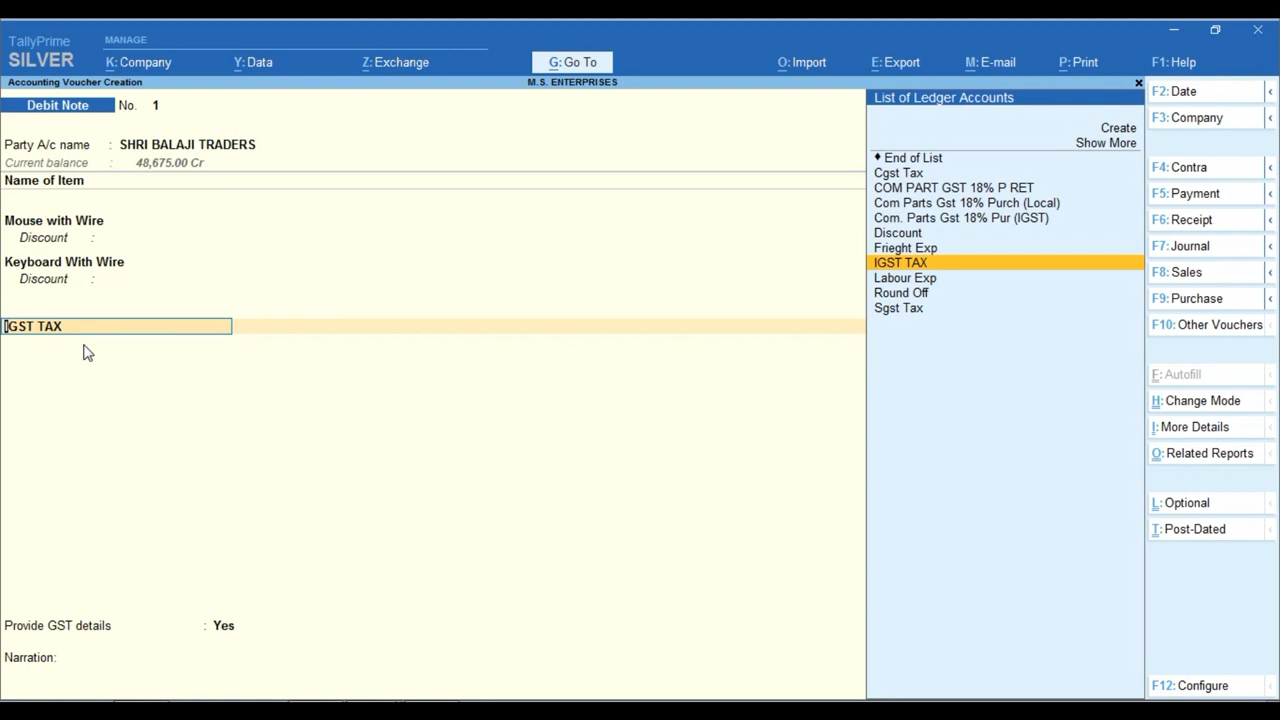 TallyPrime
SILVER
MANAGE
K: Company
Y: Data
Z: Exchange
G: Go To
O: Import
E: Export
M: E-mail
P: Print
F1: Help
Accounting Voucher Creation
M.S. ENTERPRISES
Debit Note No. 1
Party A/c name : SHRI BALAJI TRADERS
Current balance : 48,675.00 Cr
Name of Item
Mouse with Wire
Discount :
Keyboard With Wire
Discount :
IGST TAX
Provide GST details : Yes
Narration:
List of Ledger Accounts
Create
Show More
♦ End of List
Cgst Tax
COM PART GST 18% P RET
Com Parts Gst 18% Purch (Local)
Com. Parts Gst 18% Pur (IGST)
Discount
Frieght Exp
IGST TAX
Labour Exp
Round Off
Sgst Tax
F2: Date
F3: Company
F4: Contra
F5: Payment
F6: Receipt
F7: Journal
F8: Sales
F9: Purchase
F10: Other Vouchers
F: Autofill
H: Change Mode
I: More Details
O: Related Reports
L: Optional
T: Post-Dated
F12: Configure